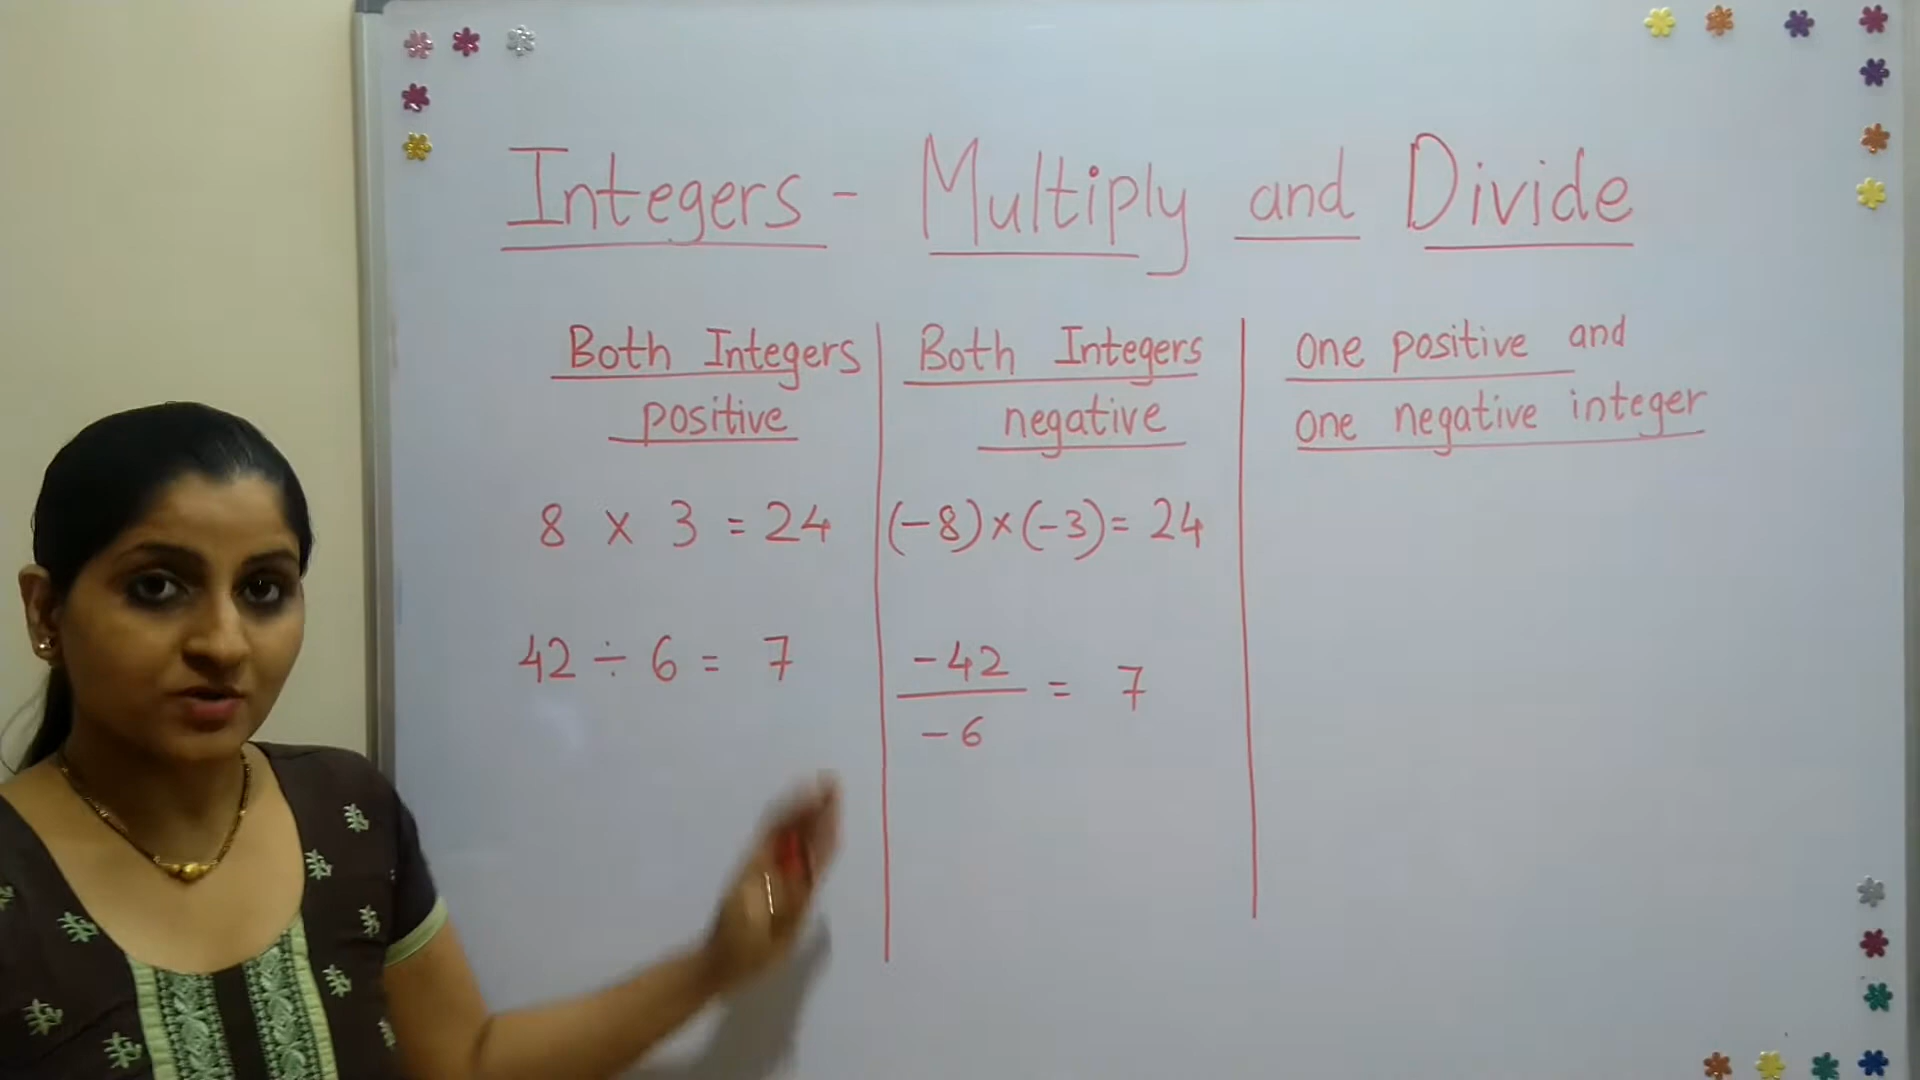 Integers - Multiply and Divide
Both Integers
positive
8 × 3 = 24
42 ÷ 6 = 7
Both Integers
negative
(-8)×(-3)= 24
-42
-6
= 7
One positive and
one negative integer